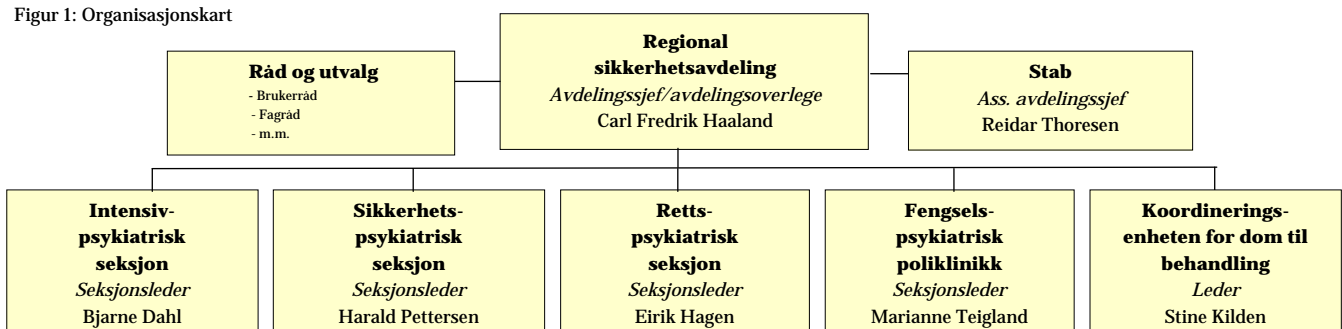 Figur 1: Organisasjonskart
Råd og utvalg
- Brukerråd
- Fagråd
- m.m.
Regional
sikkerhetsavdeling
Avdelingssjef/avdelingsoverlege
Carl Fredrik Haaland
Stab
Ass. avdelingssjef
Reidar Thoresen
Intensiv-
psykiatrisk
seksjon
Seksjonsleder
Bjarne Dahl
Sikkerhets-
psykiatrisk
seksjon
Seksjonsleder
Harald Pettersen
Retts-
psykiatrisk
seksjon
Seksjonsleder
Eirik Hagen
Fengsels-
psykiatrisk
poliklinikk
Seksjonsleder
Marianne Teigland
Koordinerings-
enheten for dom til
behandling
Leder
Stine Kilden